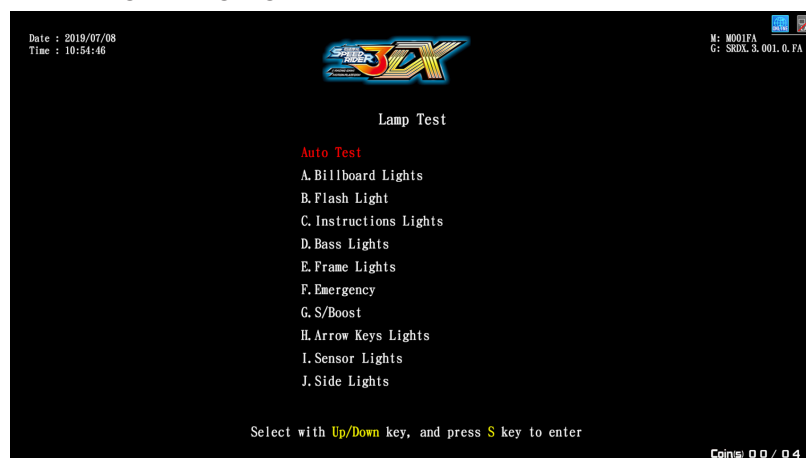 Date : 2019/07/08
Time : 10:54:46
SPEED RIDER 3 DX
M: M001FA
G: SRDX.3.001.0.FA
Lamp Test
Auto Test
A.Billboard Lights
B.Flash Light
C.Instructions Lights
D.Bass Lights
E.Frame Lights
F.Emergency
G.S/Boost
H.Arrow Keys Lights
I.Sensor Lights
J.Side Lights
Select with Up/Down key, and press S key to enter
Coin(s) 00/04